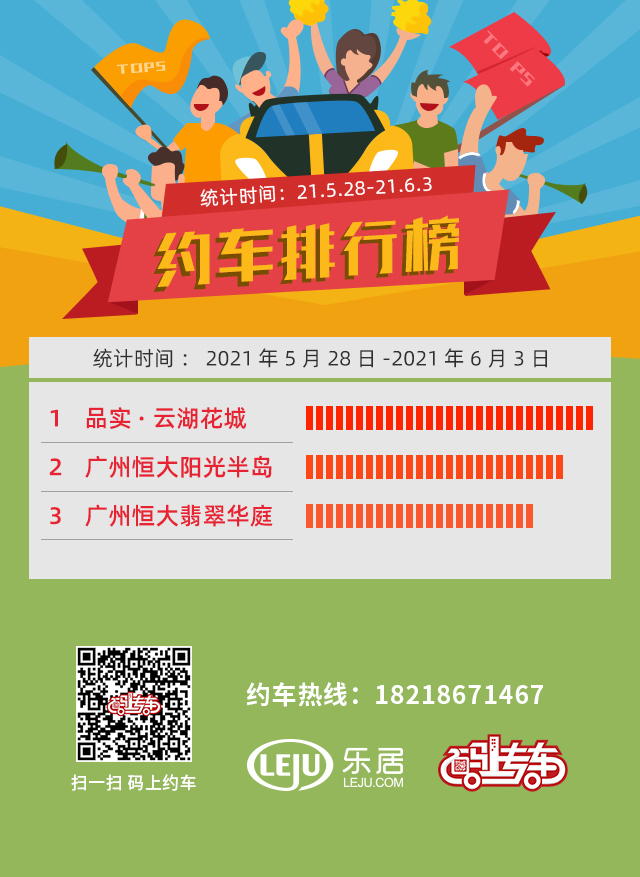 TOP5
TOP5
统计时间：21.5.28-21.6.3
约车排行榜
统计时间 ： 2021 年 5 月 28 日 -2021 年 6 月 3 日
1 品实 · 云湖花城
2 广州恒大阳光半岛
3 广州恒大翡翠华庭
约车热线：18218671467
扫一扫 码上约车
LEJU 乐居
LEJU.COM
码上专车